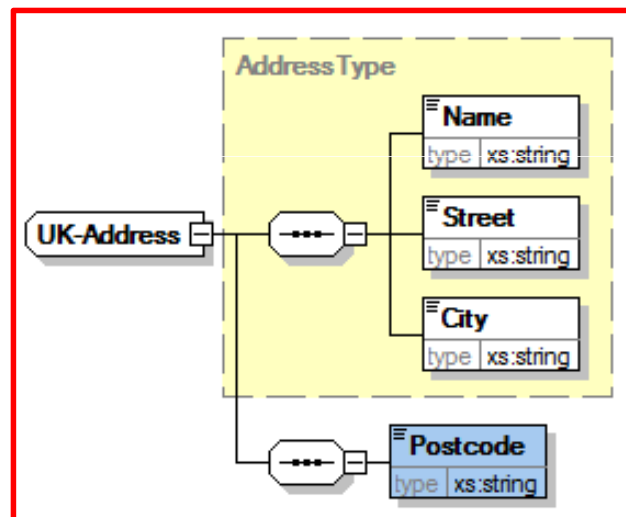 AddressType
Name
type xs:string
UK-Address
Street
type xs:string
City
type xs:string
Postcode
type xs:string